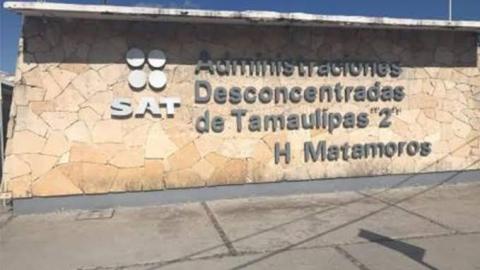 SAT
Administraciones
Desconcentradas
de Tamaulipas "2"
H Matamoros